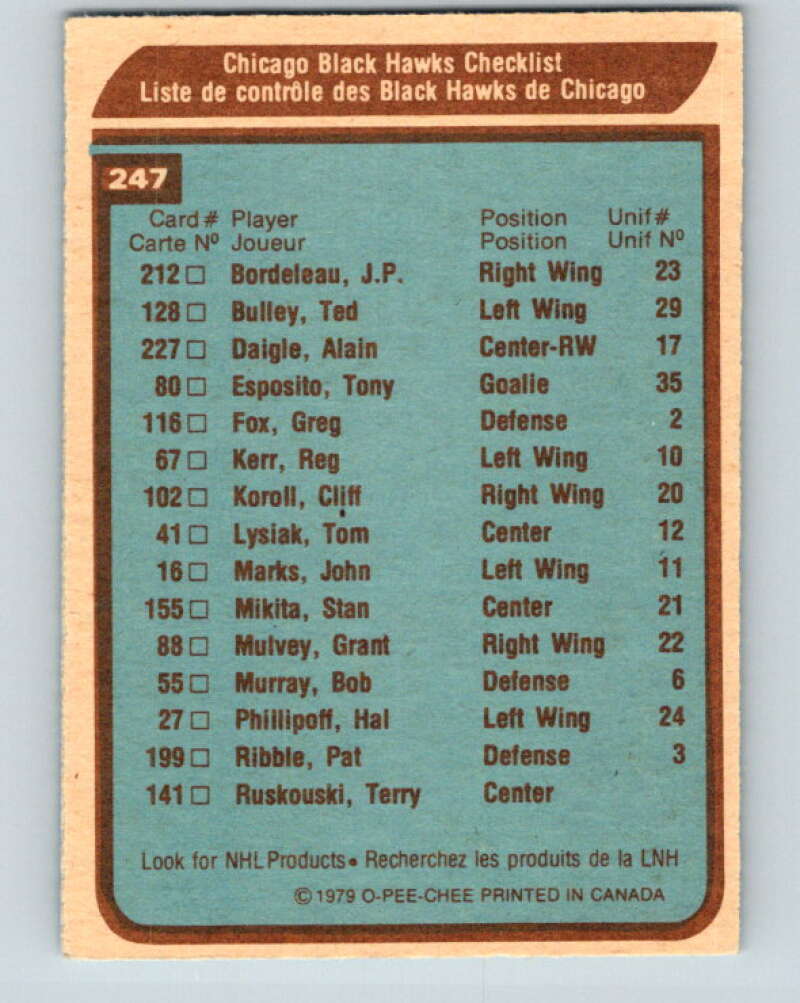 Chicago Black Hawks Checklist
Liste de contrôle des Black Hawks de Chicago
247
Card # Player Position Unif #
Carte Nº Joueur Position Unif Nº
212 □ Bordeleau, J.P. Right Wing 23
128 □ Bulley, Ted Left Wing 29
227 □ Daigle, Alain Center-RW 17
80 □ Esposito, Tony Goalie 35
116 □ Fox, Greg Defense 2
67 □ Kerr, Reg Left Wing 10
102 □ Koroll, Cliff Right Wing 20
41 □ Lysiak, Tom Center 12
16 □ Marks, John Left Wing 11
155 □ Mikita, Stan Center 21
88 □ Mulvey, Grant Right Wing 22
55 □ Murray, Bob Defense 6
27 □ Phillipoff, Hal Left Wing 24
199 □ Ribble, Pat Defense 3
141 □ Ruskouski, Terry Center
Look for NHL Products • Recherchez les produits de la LNH
© 1979 O-PEE-CHEE PRINTED IN CANADA